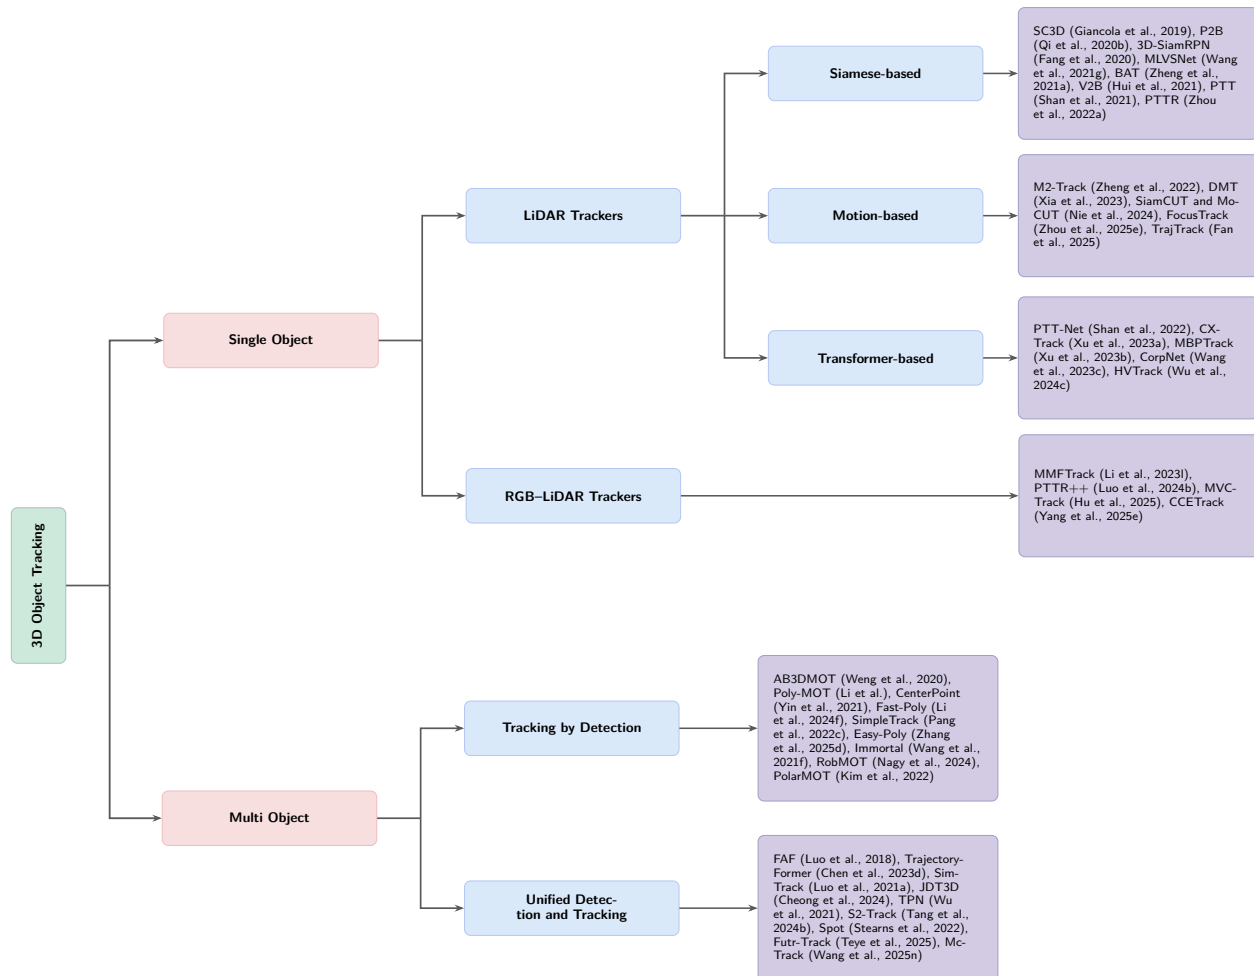 3D Object Tracking
Single Object
LiDAR Trackers
Siamese-based
SC3D (Giancola et al., 2019), P2B
(Qi et al., 2020b), 3D-SiamRPN
(Fang et al., 2020), MLVSNet (Wang
et al., 2021g), BAT (Zheng et al.,
2021a), V2B (Hui et al., 2021), PTT
(Shan et al., 2021), PTTR (Zhou
et al., 2022a)
Motion-based
M2-Track (Zheng et al., 2022), DMT
(Xia et al., 2023), SiamCUT and Mo-
CUT (Nie et al., 2024), FocusTrack
(Zhou et al., 2025e), TrajTrack (Fan
et al., 2025)
Transformer-based
PTT-Net (Shan et al., 2022), CX-
Track (Xu et al., 2023a), MBPTrack
(Xu et al., 2023b), CorpNet (Wang
et al., 2023c), HVTrack (Wu et al.,
2024c)
RGB–LiDAR Trackers
MMFTrack (Li et al., 2023l),
PTTR++ (Luo et al., 2024b), MVC-
Track (Hu et al., 2025), CCETrack
(Yang et al., 2025e)
Multi Object
Tracking by Detection
AB3DMOT (Weng et al., 2020),
Poly-MOT (Li et al.), CenterPoint
(Yin et al., 2021), Fast-Poly (Li
et al., 2024f), SimpleTrack (Pang
et al., 2022c), Easy-Poly (Zhang
et al., 2025d), Immortal (Wang et al.,
2021f), RobMOT (Nagy et al., 2024),
PolarMOT (Kim et al., 2022)
Unified Detec-
tion and Tracking
FAF (Luo et al., 2018), Trajectory-
Former (Chen et al., 2023d), Sim-
Track (Luo et al., 2021a), JDT3D
(Cheong et al., 2024), TPN (Wu
et al., 2021), S2-Track (Tang et al.,
2024b), Spot (Stearns et al., 2022),
Futr-Track (Teye et al., 2025), Mc-
Track (Wang et al., 2025n)